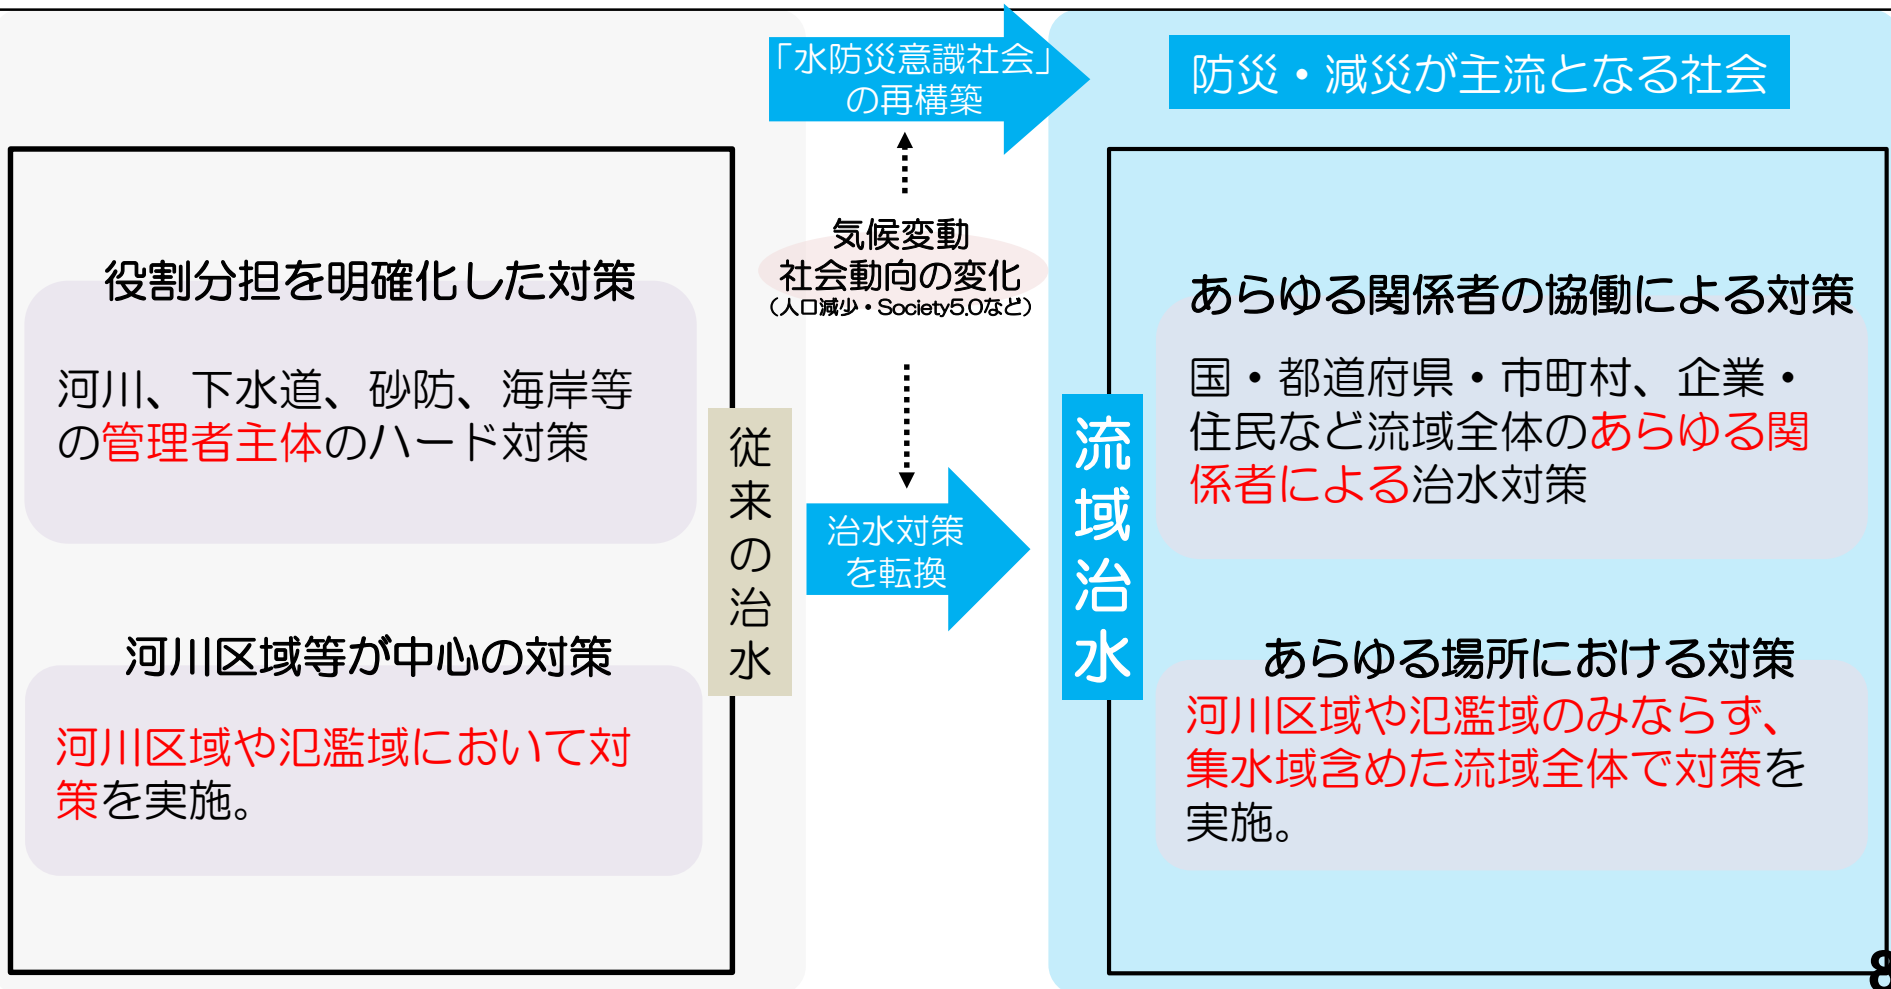 「水防災意識社会」
の再構築
防災・減災が主流となる社会
気候変動
社会動向の変化
（人口減少・Society5.0など）
役割分担を明確化した対策
河川、下水道、砂防、海岸等
の管理者主体のハード対策
従来の治水
治水対策
を転換
河川区域等が中心の対策
河川区域や氾濫域において対
策を実施。
流域治水
あらゆる関係者の協働による対策
国・都道府県・市町村、企業・
住民など流域全体のあらゆる関
係者による治水対策
あらゆる場所における対策
河川区域や氾濫域のみならず、
集水域含めた流域全体で対策を
実施。
8